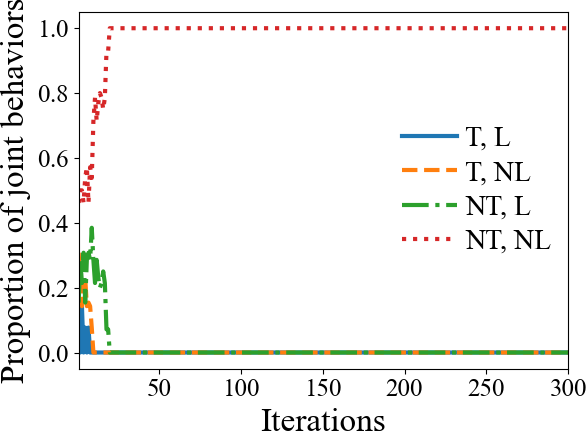 Proportion of joint behaviors
1.0
0.8
0.6
0.4
0.2
0.0
T, L
T, NL
NT, L
NT, NL
50 100 150 200 250 300
Iterations